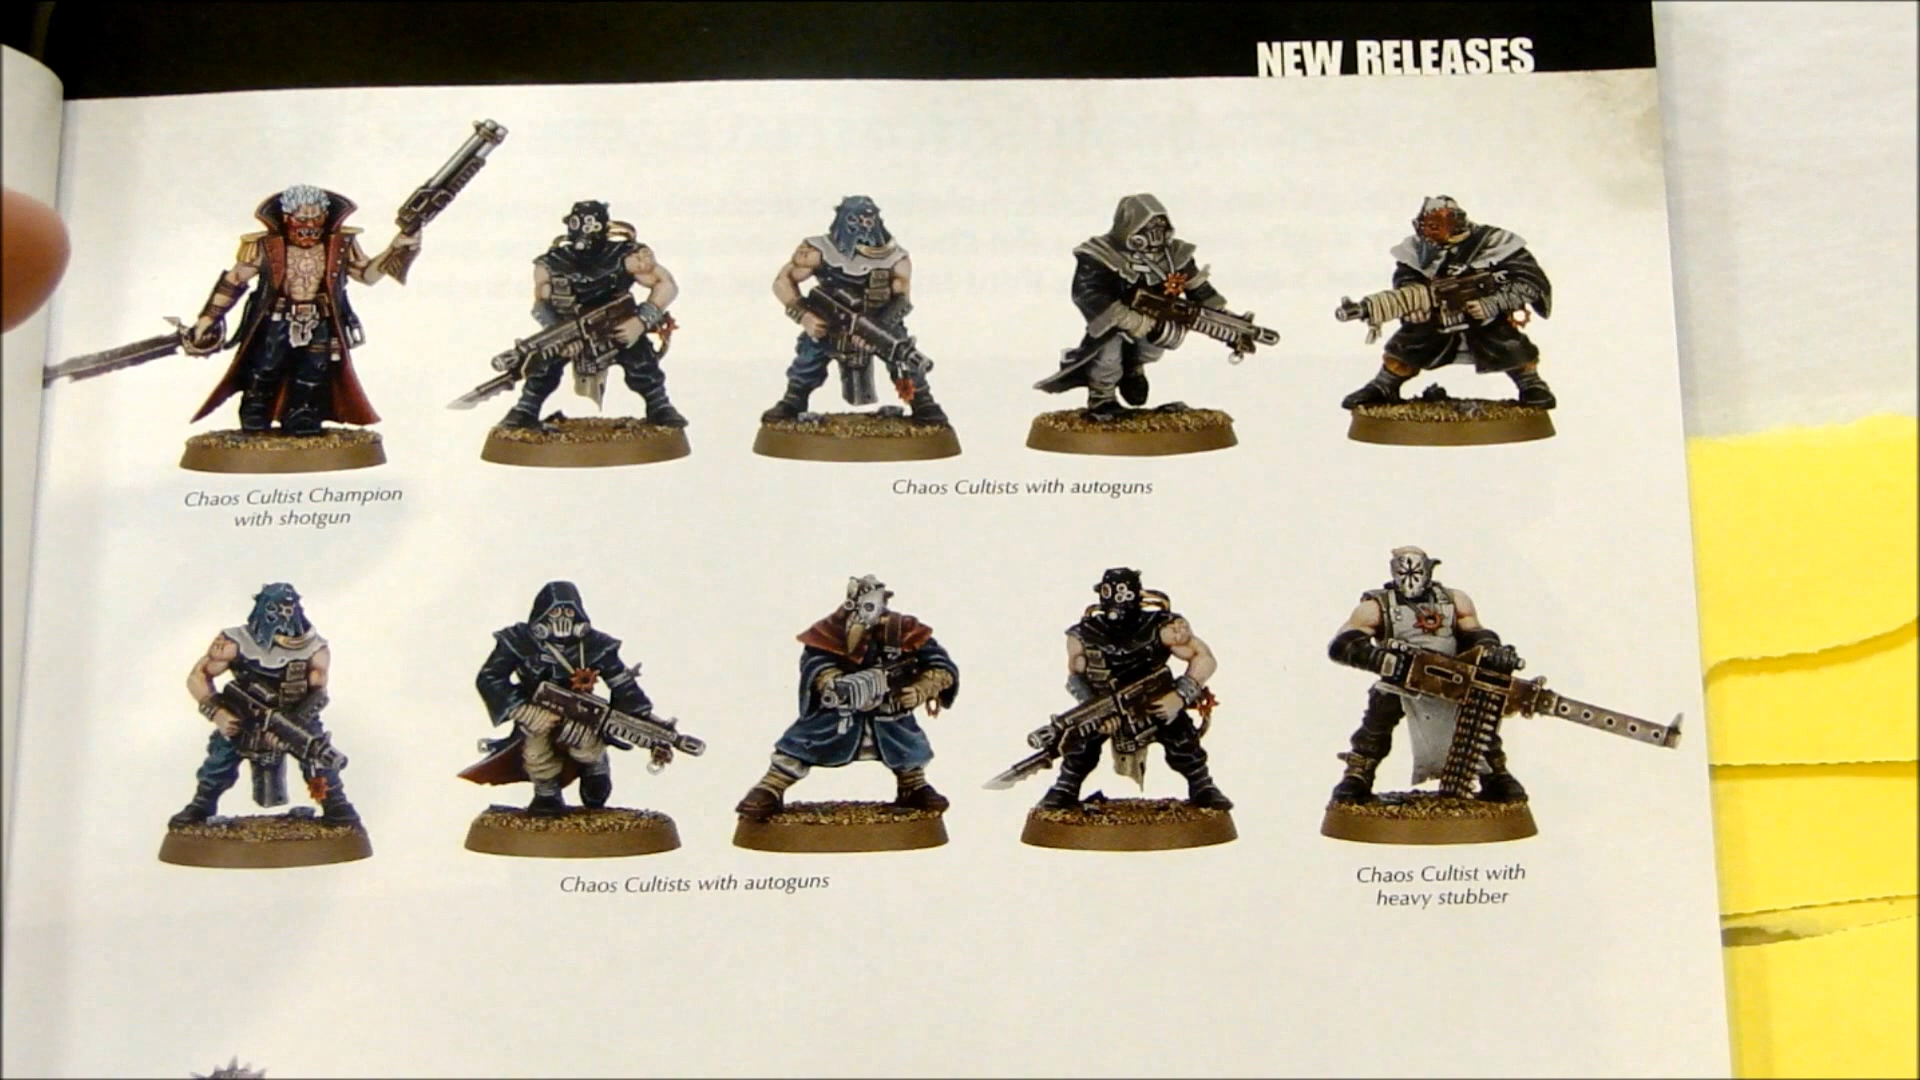 NEW RELEASES
Chaos Cultist Champion
with shotgun
Chaos Cultists with autoguns
Chaos Cultists with autoguns
Chaos Cultist with
heavy stubber